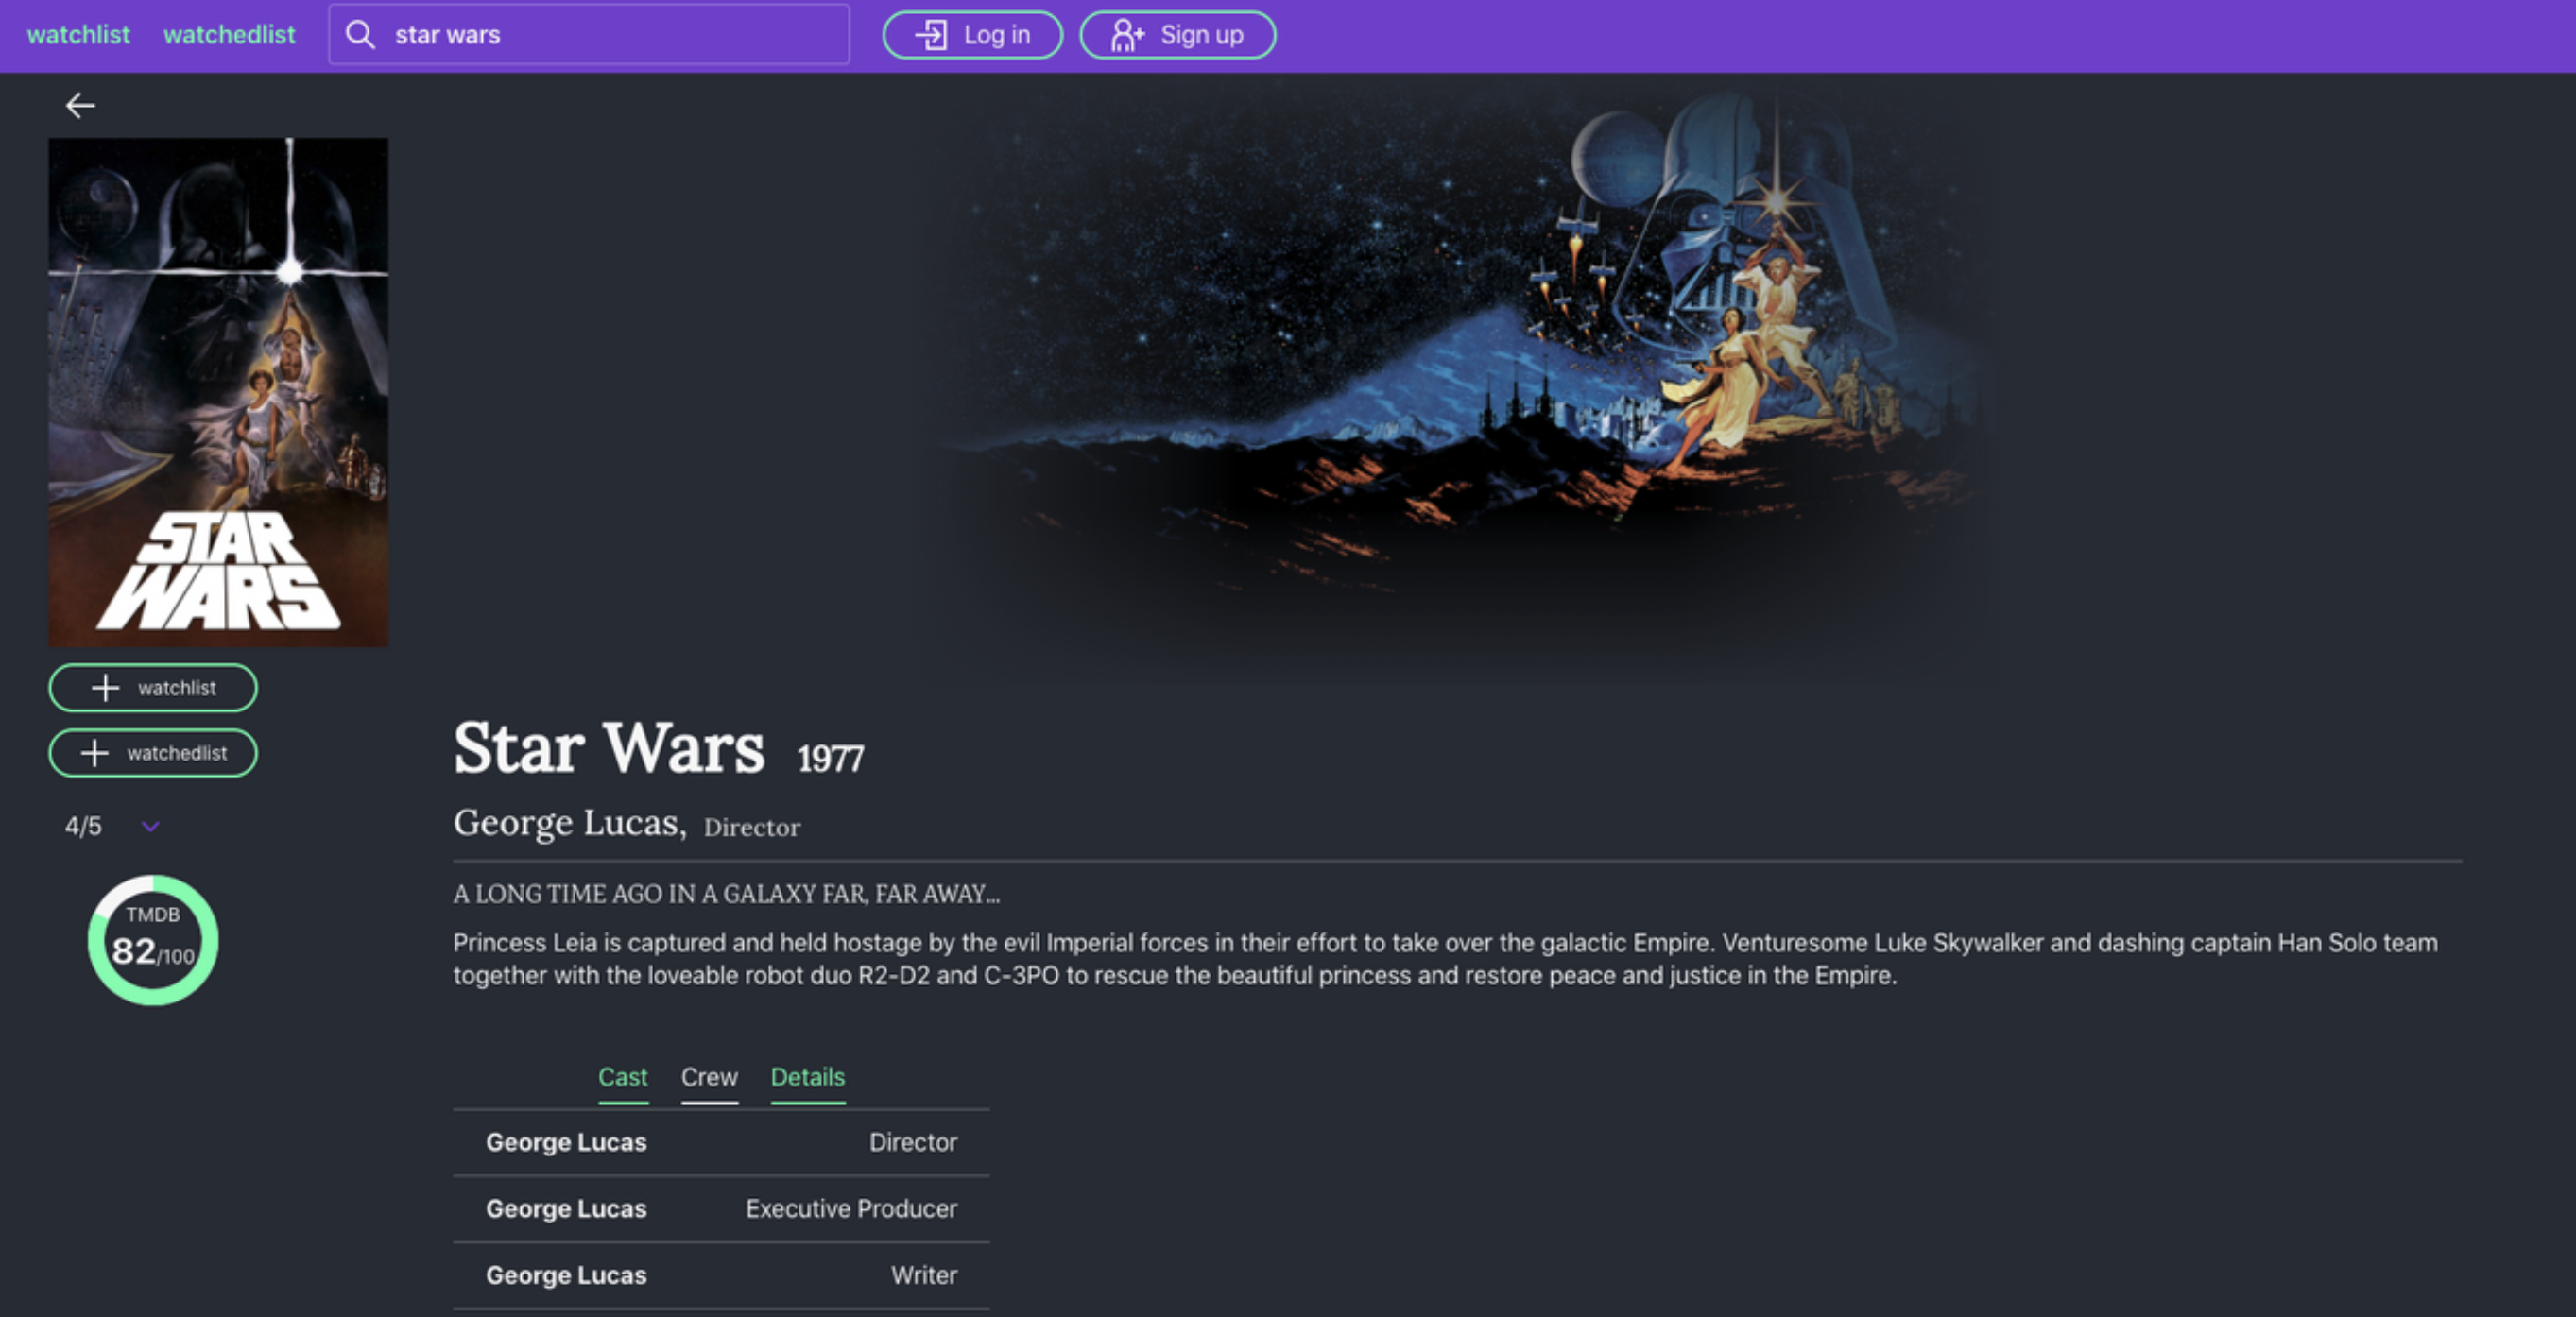 watchlist watchedlist star wars Log in Sign up
STAR
WARS
watchlist
watchedlist
4/5
TMDB
82/100
Star Wars 1977
George Lucas, Director
A LONG TIME AGO IN A GALAXY FAR, FAR AWAY...
Princess Leia is captured and held hostage by the evil Imperial forces in their effort to take over the galactic Empire. Venturesome Luke Skywalker and dashing captain Han Solo team
together with the loveable robot duo R2-D2 and C-3PO to rescue the beautiful princess and restore peace and justice in the Empire.
Cast Crew Details
George Lucas Director
George Lucas Executive Producer
George Lucas Writer